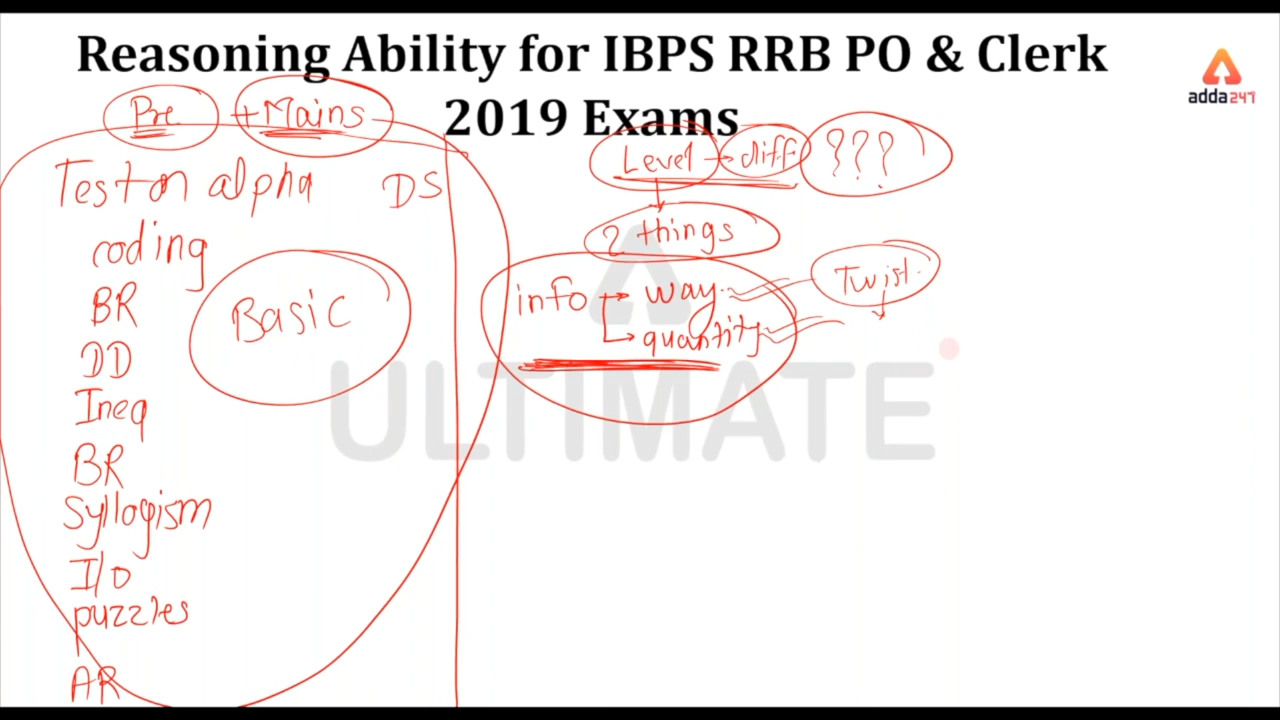 Reasoning Ability for IBPS RRB PO & Clerk
2019 Exams
adda247
Pre + Mains
Test on alpha DS
coding
BR
DD
Ineq
BR
Syllogism
I/O
puzzles
AR
Basic
Level → diff ???
2 things
info → way
→ quantity
Twist
ULTIMATE